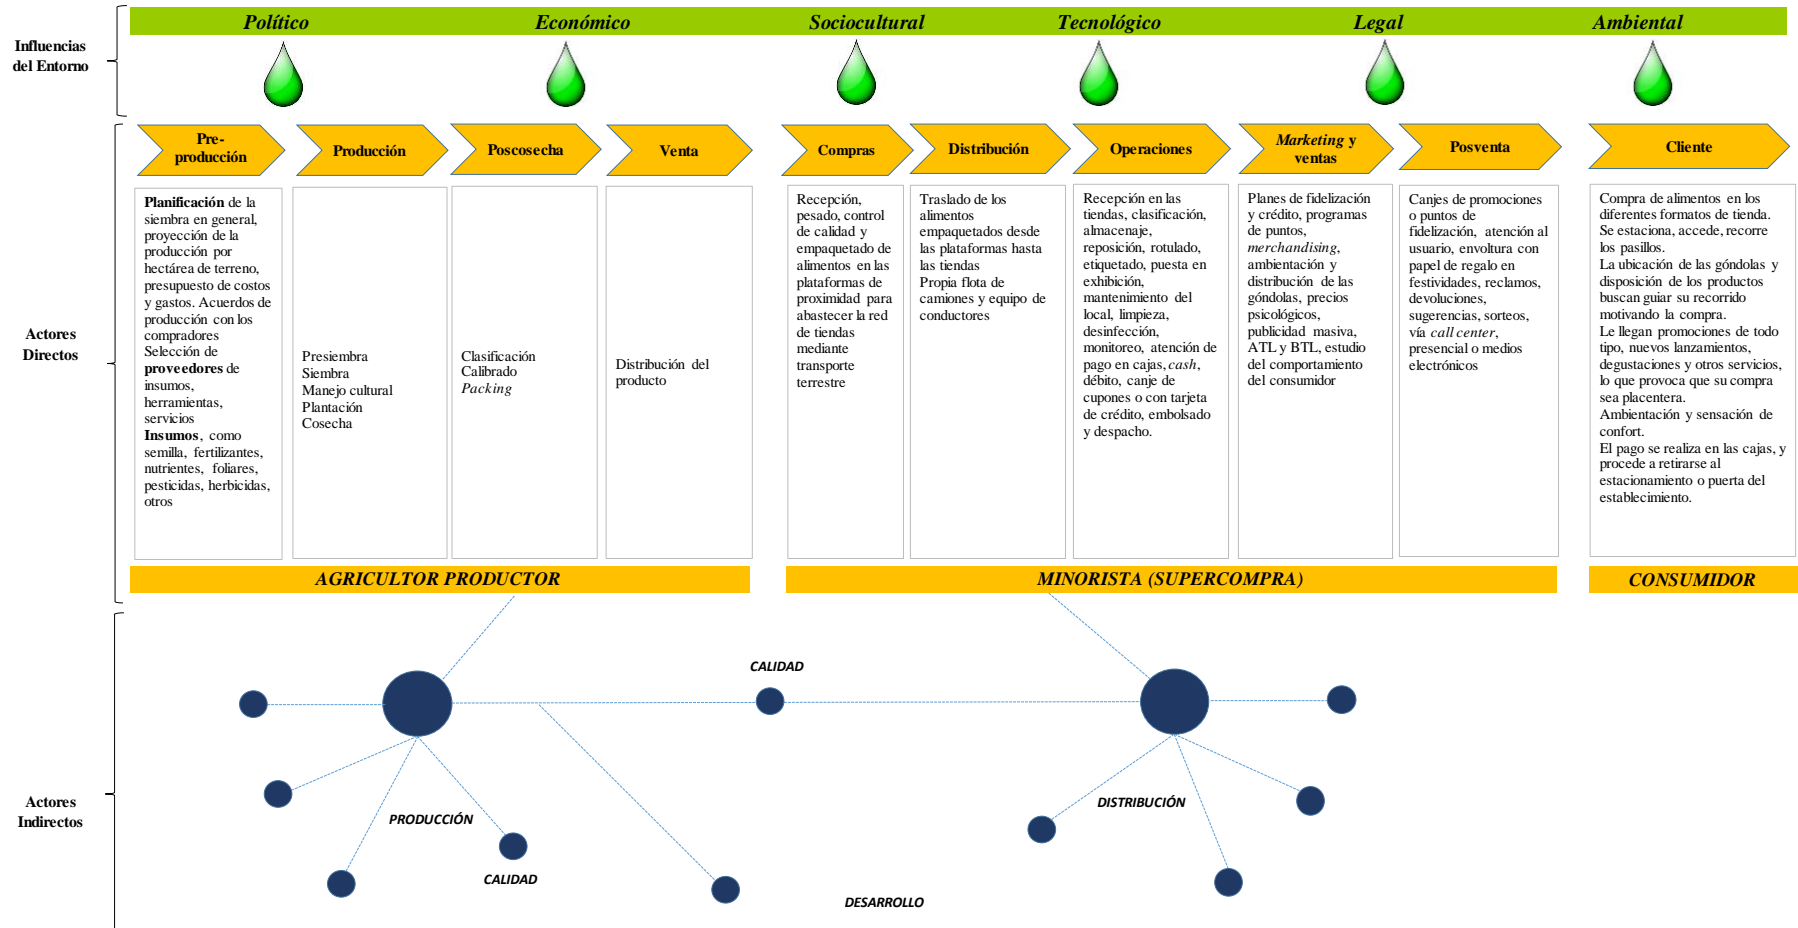 Político
Económico
Sociocultural
Tecnológico
Legal
Ambiental
Influencias
del Entorno
Pre-
producción
Producción
Poscosecha
Venta
Compras
Distribución
Operaciones
Marketing y
ventas
Posventa
Cliente
Actores
Directos
Planificación de la
siembra en general,
proyección de la
producción por
hectárea de terreno,
presupuesto de costos
y gastos. Acuerdos de
producción con los
compradores
Selección de
proveedores de
insumos,
herramientas,
servicios
Insumos, como
semilla, fertilizantes,
nutrientes, foliares,
pesticidas, herbicidas,
otros
Presiembra
Siembra
Manejo cultural
Plantación
Cosecha
Clasificación
Calibrado
Packing
Distribución del
producto
Recepción,
pesado, control
de calidad y
empaquetado de
alimentos en las
plataformas de
proximidad para
abastecer la red
de tiendas
mediante
transporte
terrestre
Traslado de los
alimentos
empaquetados desde
las plataformas hasta
las tiendas
Propia flota de
camiones y equipo de
conductores
Recepción en las
tiendas, clasificación,
almacenaje,
reposición, rotulado,
etiquetado, puesta en
exhibición,
mantenimiento del
local, limpieza,
desinfección,
monitoreo, atención de
pago en cajas, cash,
débito, canje de
cupones o con tarjeta
de crédito, embolsado
y despacho.
Planes de fidelización
y crédito, programas
de puntos,
merchandising,
ambientación y
distribución de las
góndolas, precios
psicológicos,
publicidad masiva,
ATL y BTL, estudio
del comportamiento
del consumidor
Canjes de promociones
o puntos de
fidelización, atención al
usuario, envoltura con
papel de regalo en
festividades, reclamos,
devoluciones,
sugerencias, sorteos,
vía call center,
presencial o medios
electrónicos
Compra de alimentos en los
diferentes formatos de tienda.
Se estaciona, accede, recorre
los pasillos.
La ubicación de las góndolas y
disposición de los productos
buscan guiar su recorrido
motivando la compra.
Le llegan promociones de todo
tipo, nuevos lanzamientos,
degustaciones y otros servicios,
lo que provoca que su compra
sea placentera.
Ambientación y sensación de
confort.
El pago se realiza en las cajas, y
procede a retirarse al
estacionamiento o puerta del
establecimiento.
AGRICULTOR PRODUCTOR
MINORISTA (SUPERCOMPRA)
CONSUMIDOR
Actores
Indirectos
CALIDAD
PRODUCCIÓN
DISTRIBUCIÓN
CALIDAD
DESARROLLO